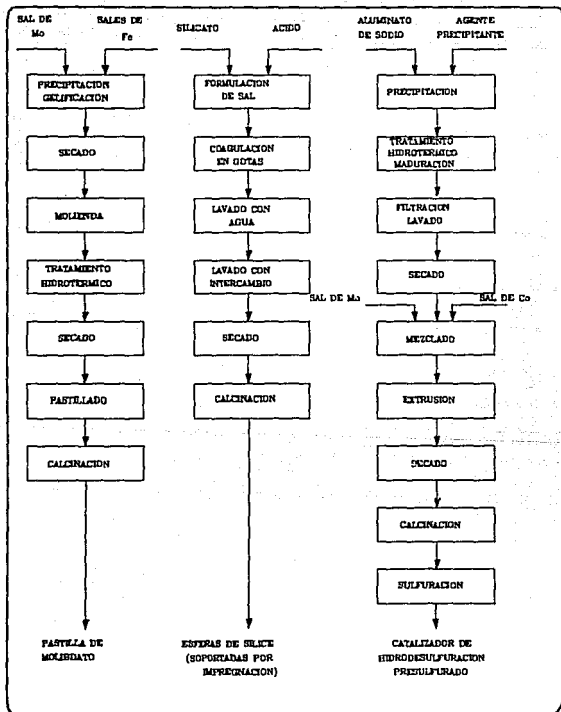 SAL DE
Mo
SALES DE
Fe
PRECIPITACION
GELIFICACION
SECADO
MOLIENDA
TRATAMIENTO
HIDROTERMICO
SECADO
PASTILLADO
CALCINACION
PASTILLA DE
MOLIBDATO
SILICATO
ACIDO
FORMULACION
DE SAL
COAGULACION
EN GOTAS
LAVADO CON
AGUA
LAVADO CON
INTERCAMBIO
SECADO
CALCINACION
ESFERAS DE SILICE
(SOPORTADAS POR
IMPREGNACION)
ALUMINATO
DE SODIO
AGENTE
PRECIPITANTE
PRECIPITACION
TRATAMIENTO
HIDROTERMICO
MADURACION
FILTRACION
LAVADO
SECADO
SAL DE Mo
SAL DE Co
MEZCLADO
EXTRUSION
SECADO
CALCINACION
SULFURACION
CATALIZADOR DE
HIDRODESULFURACION
PRESULFURADO